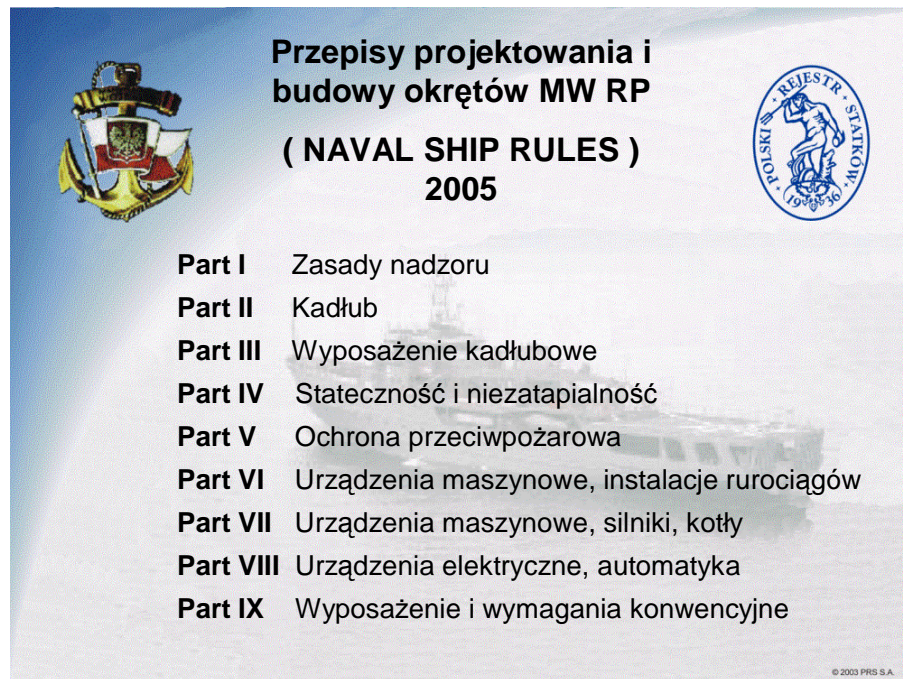 Przepisy projektowania i
budowy okrętów MW RP
( NAVAL SHIP RULES )
2005
POLSKI REJESTR STATKÓW
1936
Part I Zasady nadzoru
Part II Kadłub
Part III Wyposażenie kadłubowe
Part IV Stateczność i niezatapialność
Part V Ochrona przeciwpożarowa
Part VI Urządzenia maszynowe, instalacje rurociągów
Part VII Urządzenia maszynowe, silniki, kotły
Part VIII Urządzenia elektryczne, automatyka
Part IX Wyposażenie i wymagania konwencyjne
© 2003 PRS S.A.